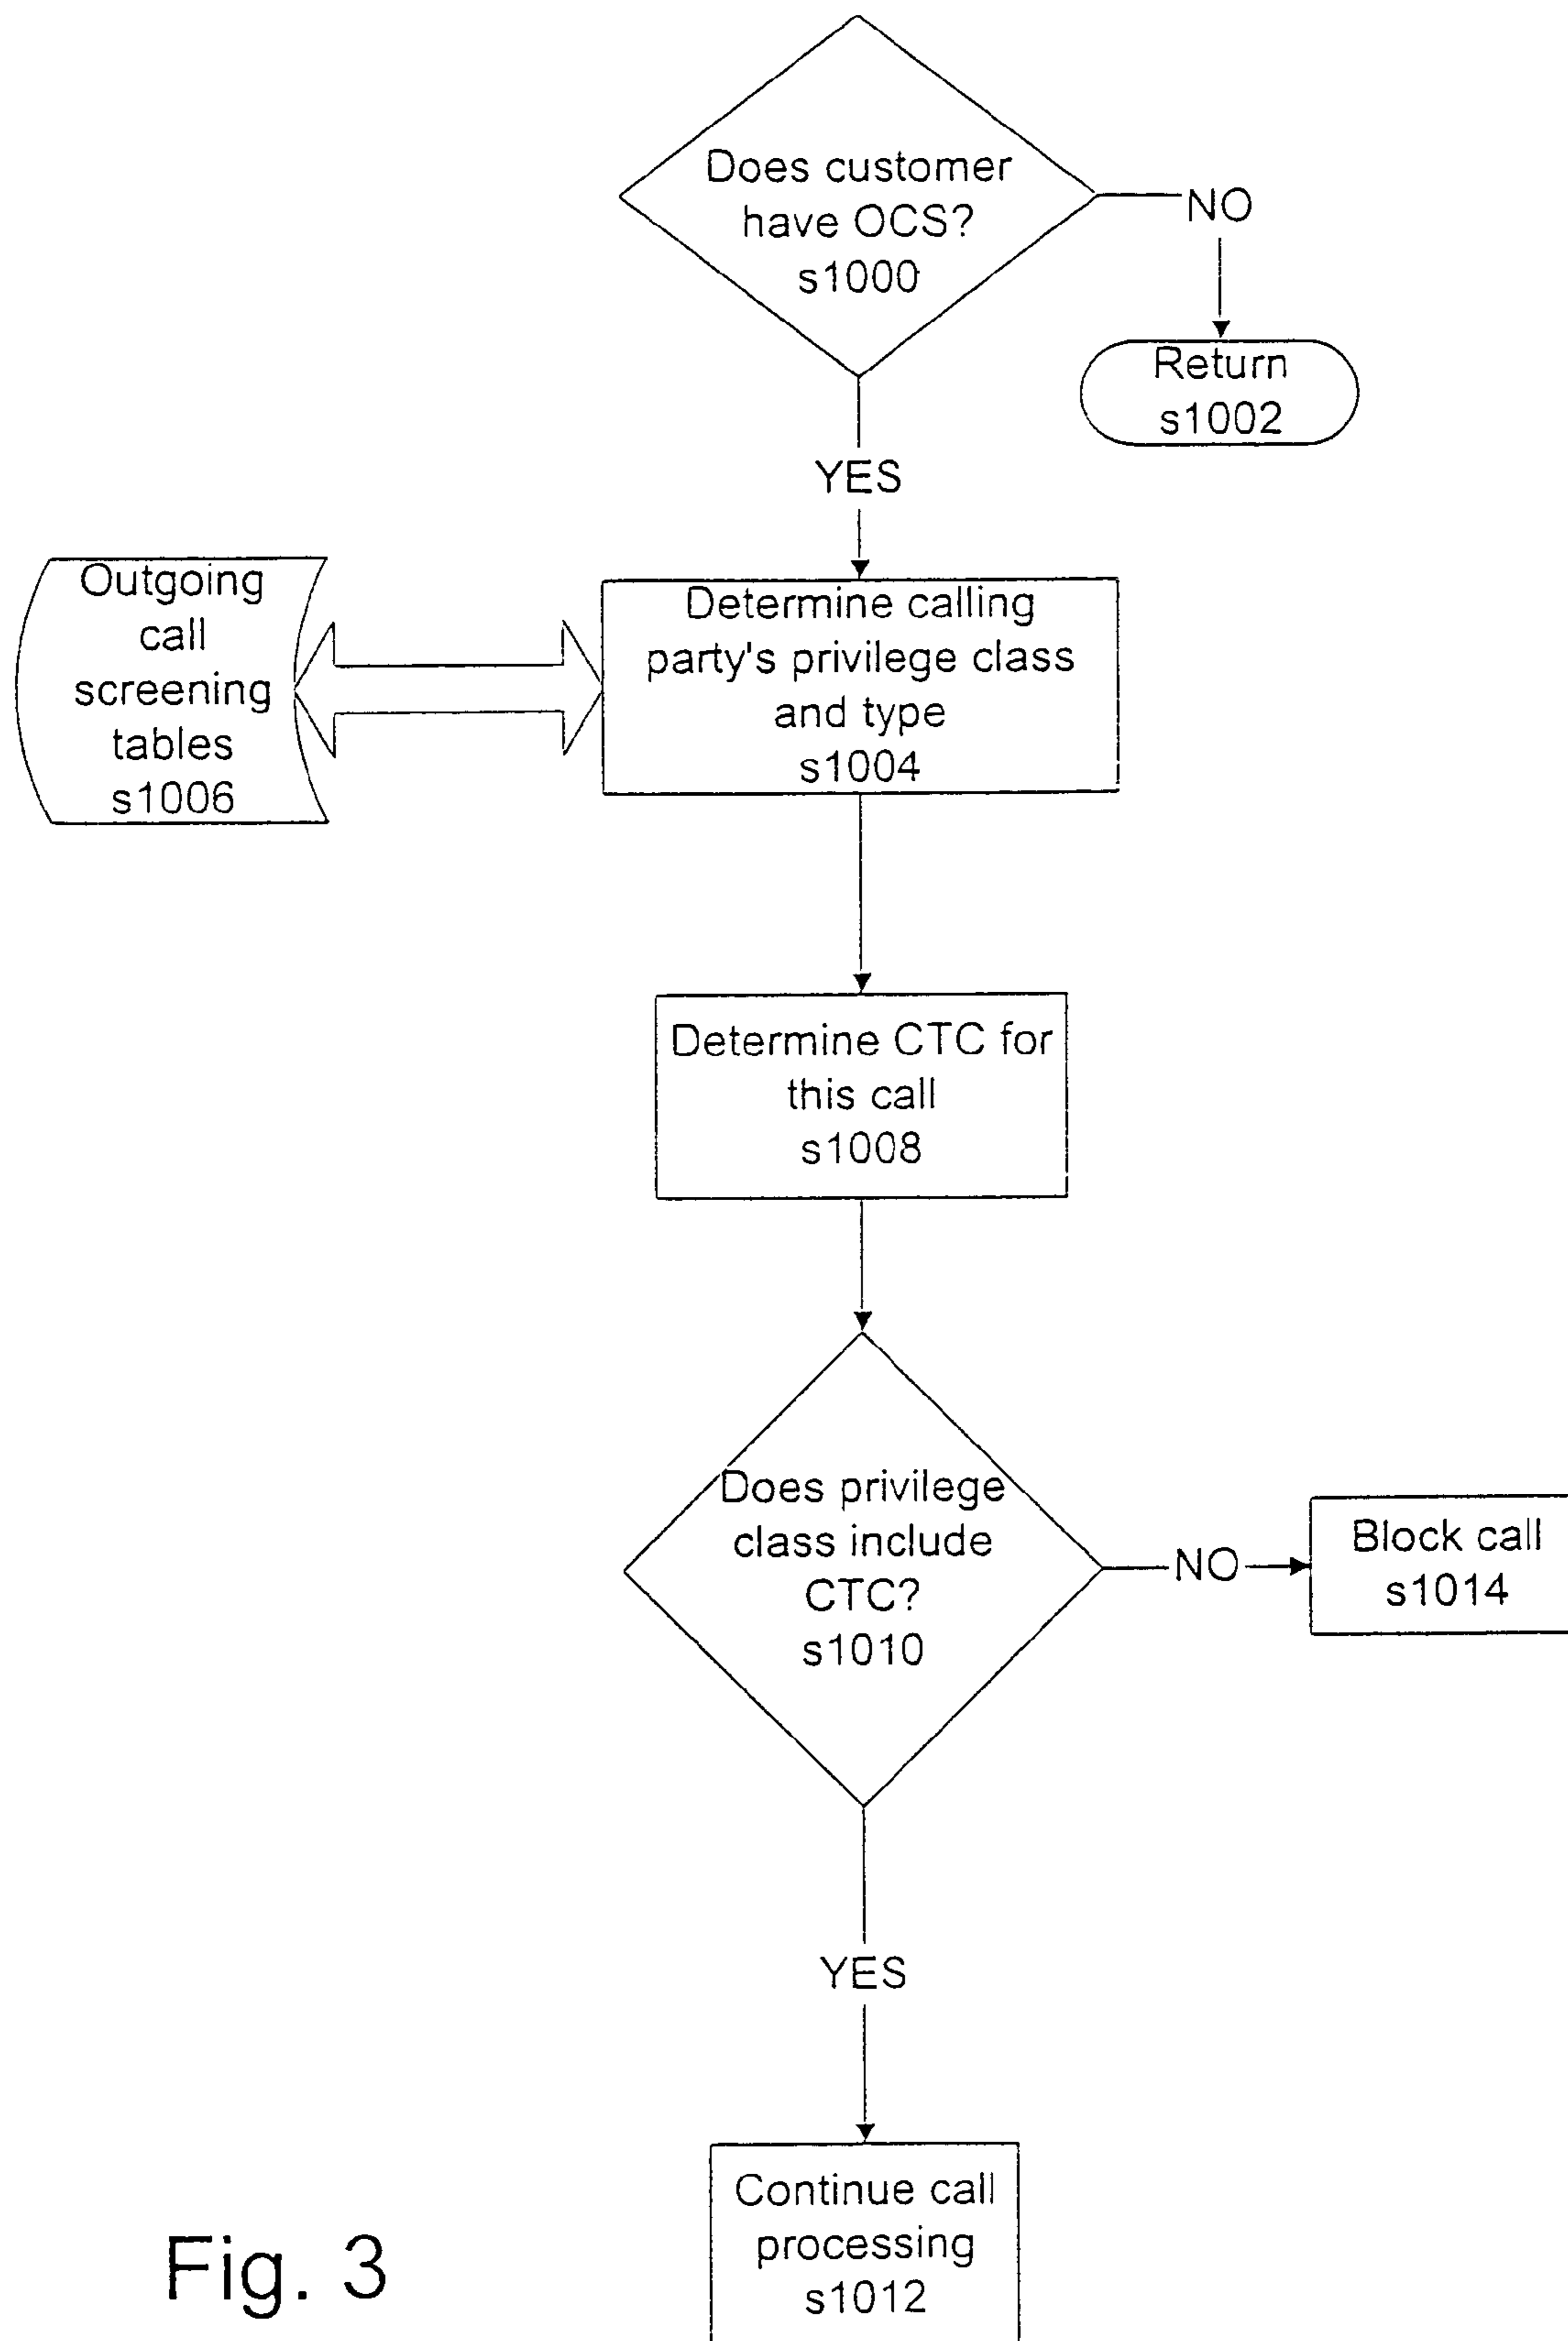 Does customer
have OCS?
s1000
NO
Return
s1002
YES
Outgoing
call
screening
tables
s1006
Determine calling
party's privilege class
and type
s1004
Determine CTC for
this call
s1008
Does privilege
class include
CTC?
s1010
NO
Block call
s1014
YES
Continue call
processing
s1012
Fig. 3